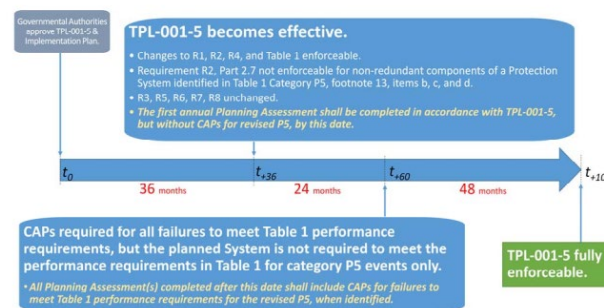 Governmental Authorities
approve TPL-001-5 &
Implementation Plan.
TPL-001-5 becomes effective.
• Changes to R1, R2, R4, and Table 1 enforceable.
• Requirement R2, Part 2.7 not enforceable for non-redundant components of a
Protection System identified in Table 1 Category P5, footnote 13, items b, c, and d.
• R3, R5, R6, R7, R8 unchanged.
• The first annual Planning Assessment shall be completed in accordance with TPL-001-5,
but without CAPs for revised P5, by this date.
t0 t+36 t+60 t+10
36 months 24 months 48 months
CAPs required for all failures to meet Table 1 performance
requirements, but the planned System is not required to meet the
performance requirements in Table 1 for category P5 events only.
• All Planning Assessment(s) completed after this date shall include CAPs for failures to
meet Table 1 performance requirements for the revised P5, when identified.
TPL-001-5 fully
enforceable.